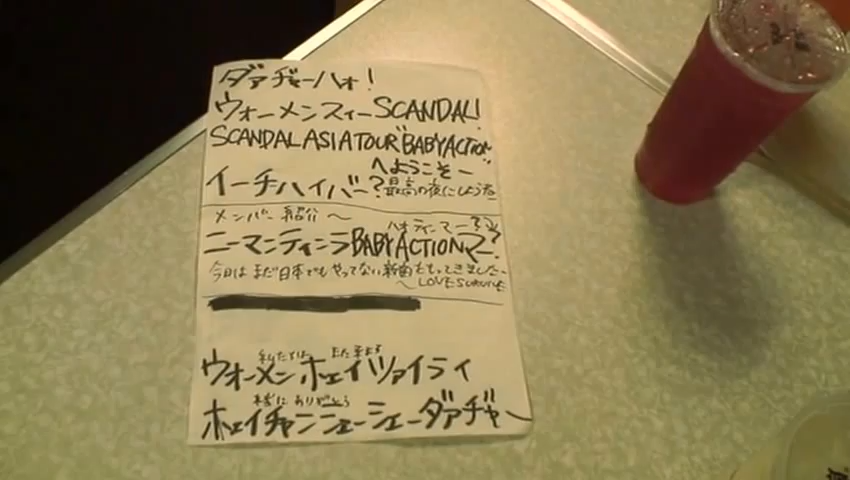 ダァヂャーハオ!
ウォーメンスィーSCANDAL!
SCANDAL ASIA TOUR "BABY ACTION"
へようこそー
イーチハイバー? 最高の夜にしようぜ
メンバー紹介〜
ハオティンマー?
ニーマンティンラBABY ACTIONマー?
今日はまだ日本でもやってない新曲をもってきました〜
〜LOVE SURVIVE
私たちは また来よう
ウォーメンホェイツァイライ
本当に ありがとう
ホェイチャンシェーシェーダァヂャー